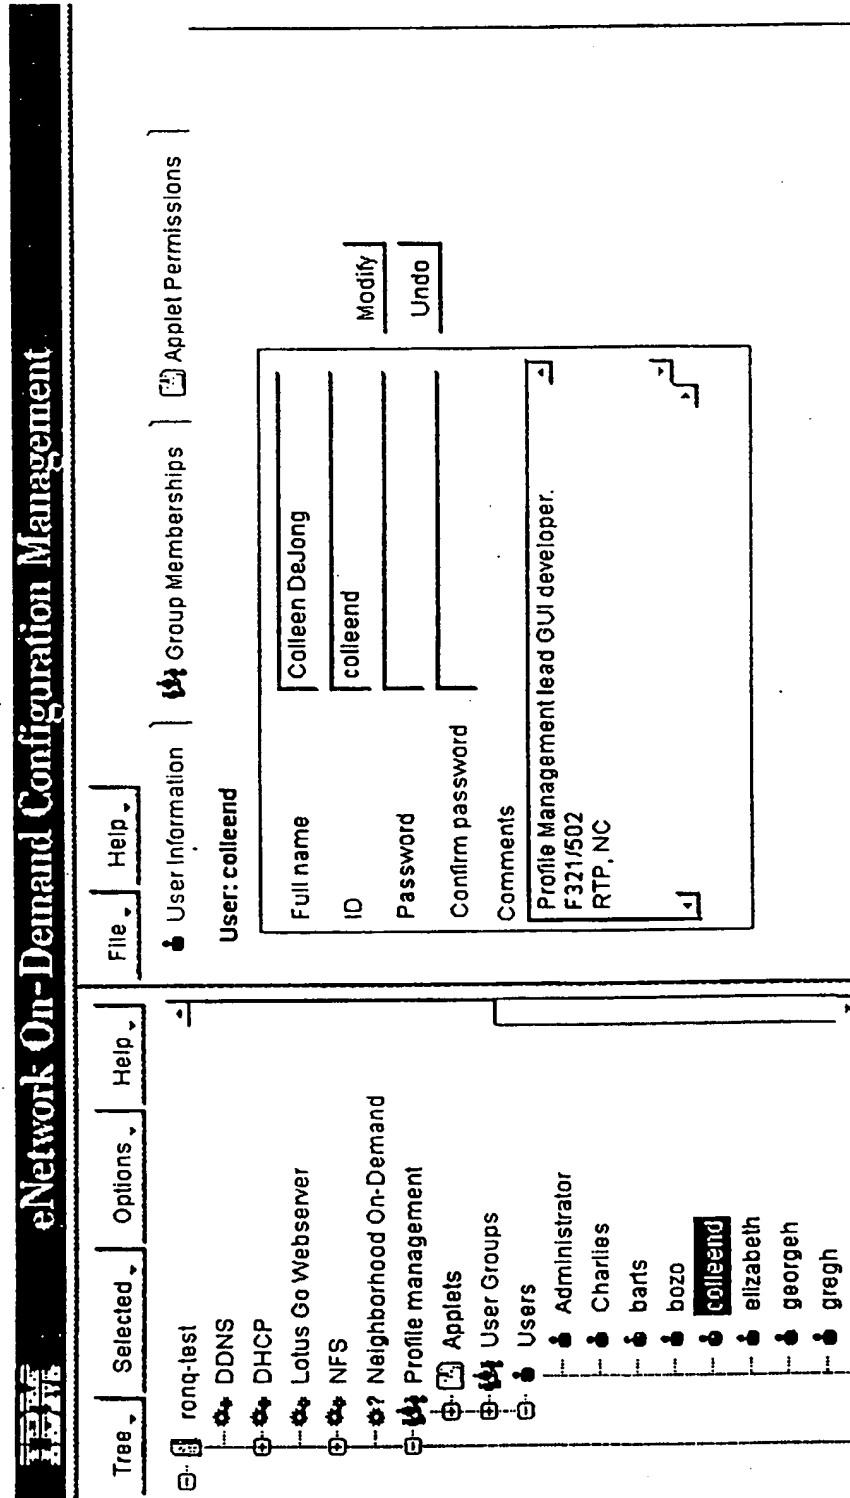 IBM eNetwork On-Demand Configuration Management
Tree Selected Options Help
ronq-test
DDNS
DHCP
Lotus Go Webserver
NFS
Neighborhood On-Demand
Profile management
Applets
User Groups
Users
Administrator
Charlies
barts
bozo
colleend
elizabeth
georgeh
gregh
File Help
User Information Group Memberships Applet Permissions
User: colleend
Full name Colleen DeJong
ID colleend
Modify
Password
Undo
Confirm password
Comments
Profile Management lead GUI developer.
F321/502
RTP, NC